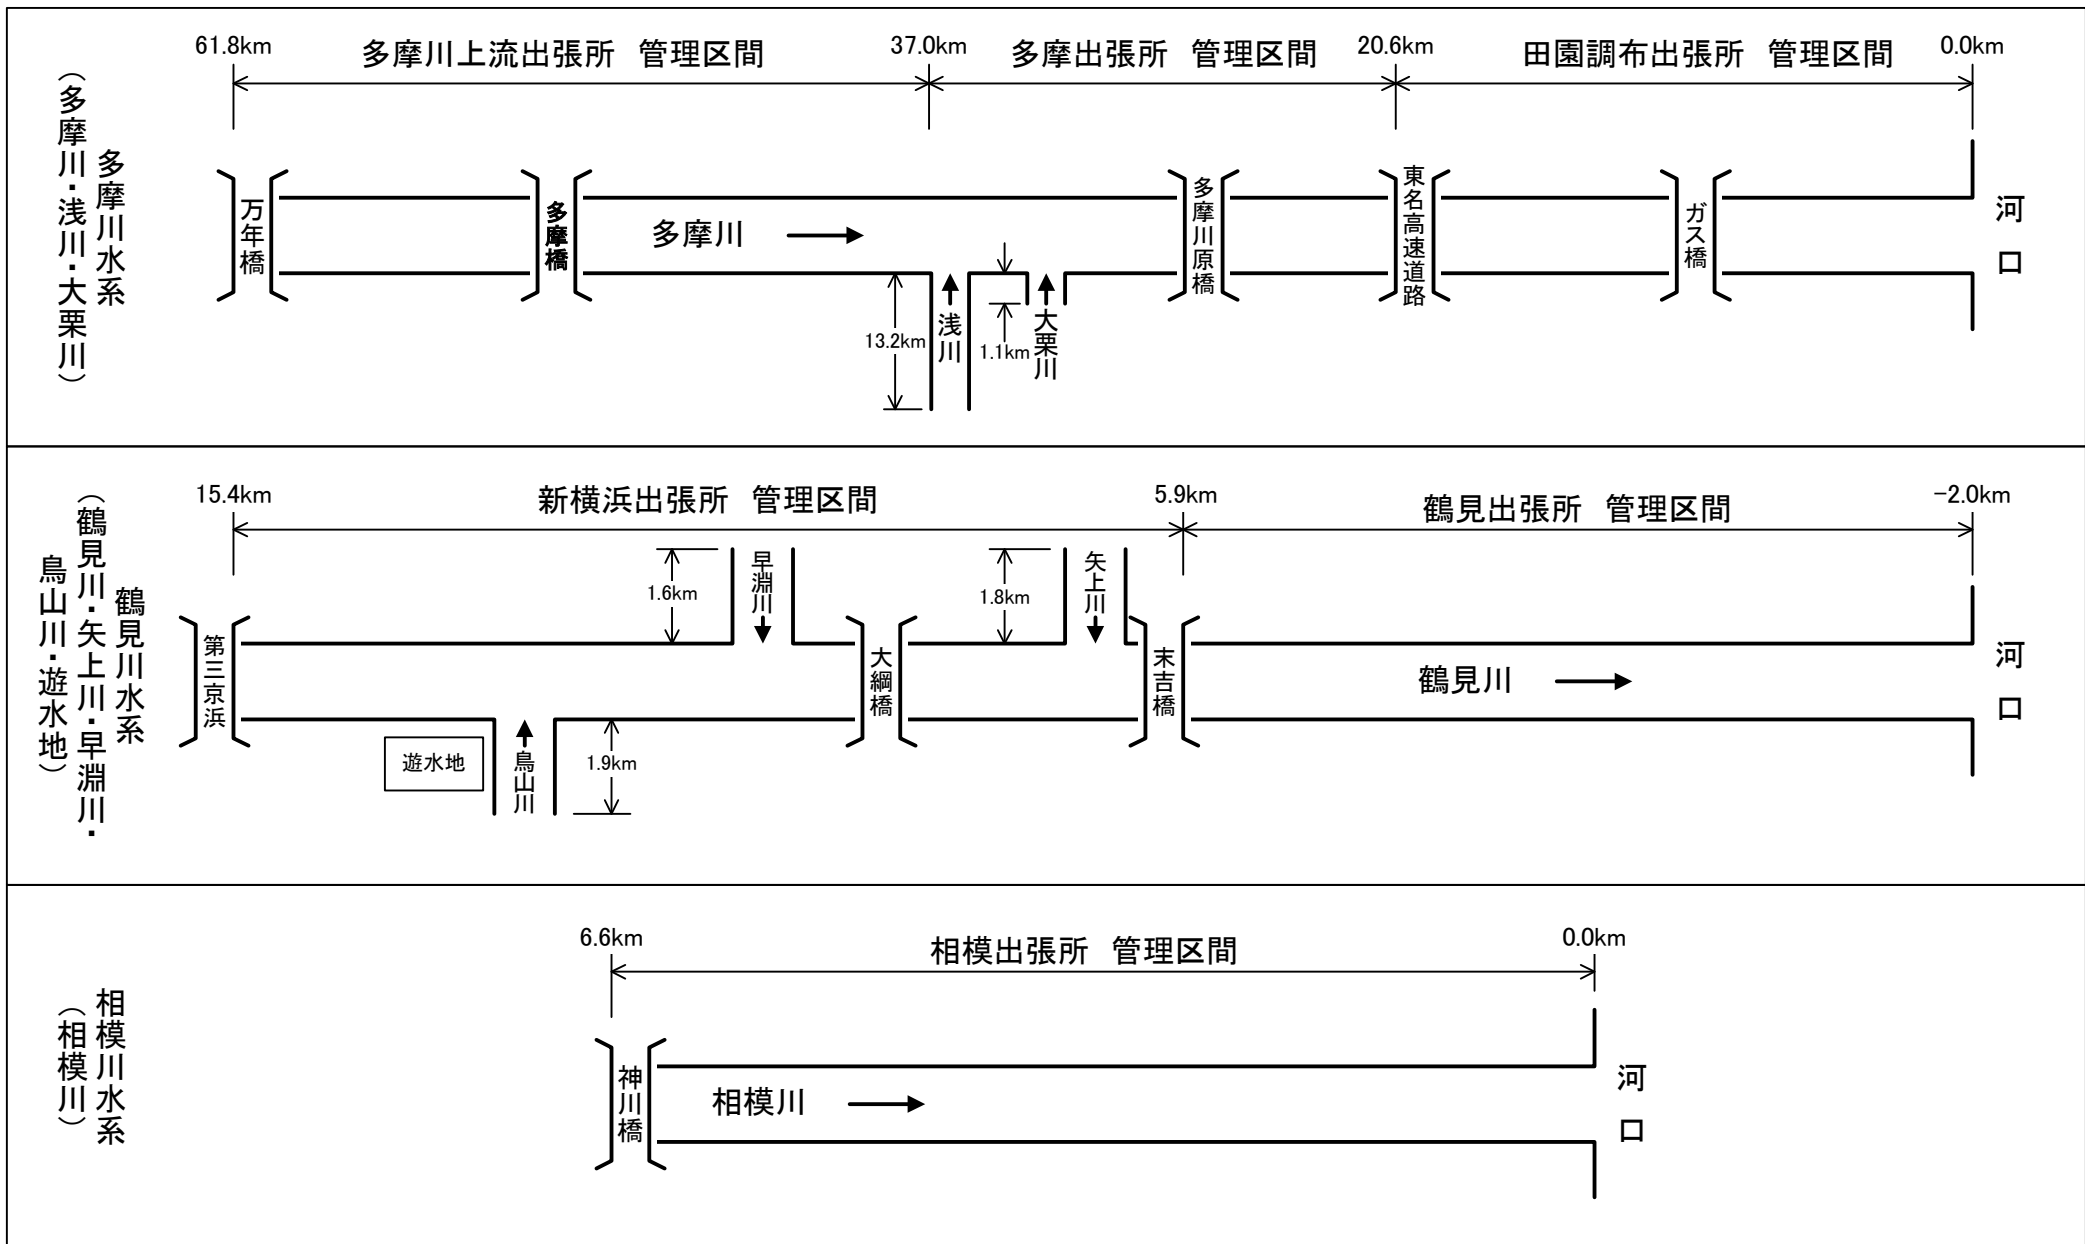 多摩川水系
（多摩川・浅川・大栗川）
61.8km
多摩川上流出張所 管理区間
37.0km
多摩出張所 管理区間
20.6km
田園調布出張所 管理区間
0.0km
万年橋
多摩橋
多摩川
多摩川原橋
東名高速道路
ガス橋
河口
13.2km
浅川
1.1km
大栗川
鶴見川水系
（鶴見川・矢上川・早淵川・
鳥山川・遊水地）
15.4km
新横浜出張所 管理区間
5.9km
鶴見出張所 管理区間
-2.0km
1.6km
早淵川
1.8km
矢上川
第三京浜
大綱橋
末吉橋
鶴見川
河口
遊水地
鳥山川
1.9km
相模川水系
（相模川）
6.6km
相模出張所 管理区間
0.0km
神川橋
相模川
河口